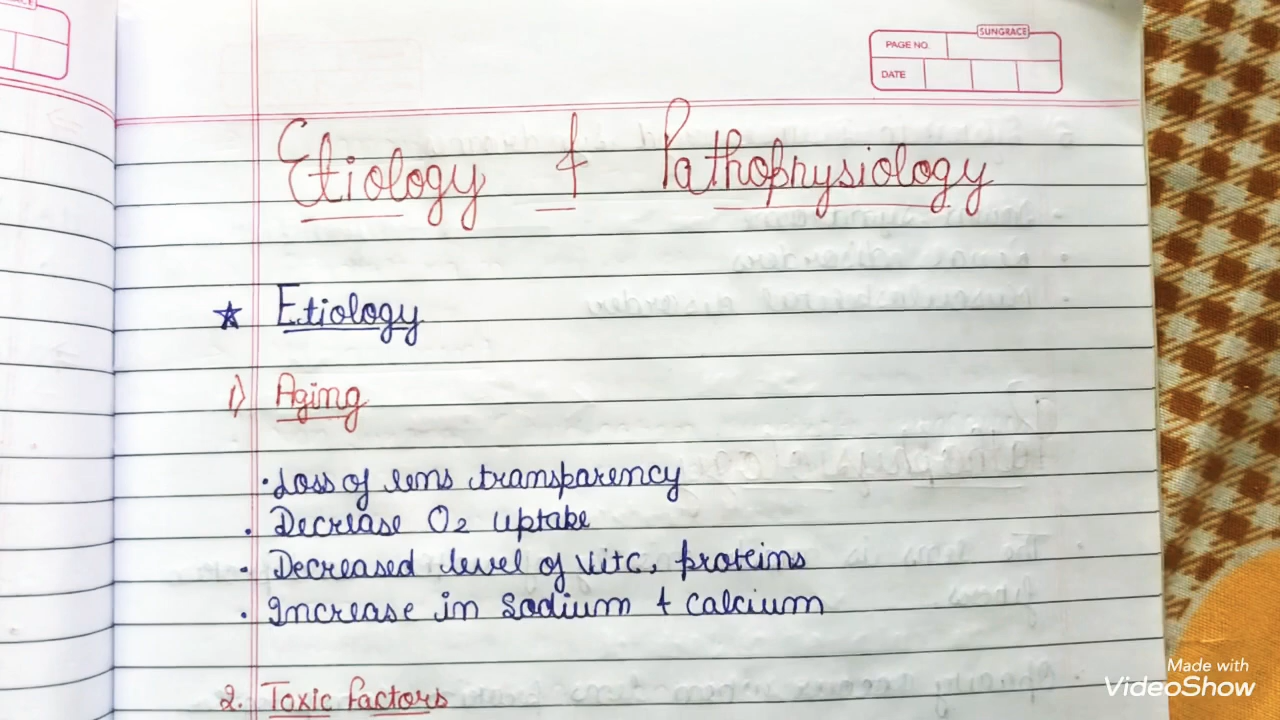 SUNGRACE
PAGE NO.
DATE
Etiology & Pathophysiology
★ Etiology
1) Aging
· Loss of lens transparency
· Decrease O2 uptake
· Decreased level of Vit C, proteins
· Increase in Sodium + Calcium
2. Toxic factors
Made with
VideoShow